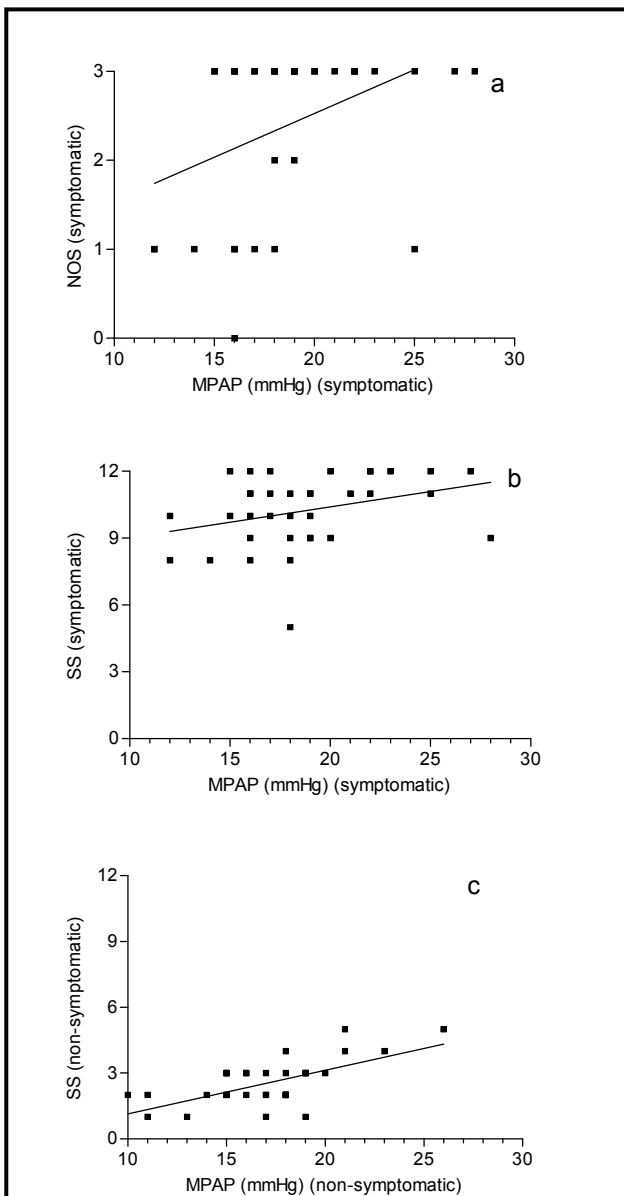 a
3
2
1
0
NOS (symptomatic)
10 15 20 25 30
MPAP (mmHg) (symptomatic)
b
12
9
6
3
0
SS (symptomatic)
10 15 20 25 30
MPAP (mmHg) (symptomatic)
c
12
9
6
3
0
SS (non-symptomatic)
10 15 20 25 30
MPAP (mmHg) (non-symptomatic)